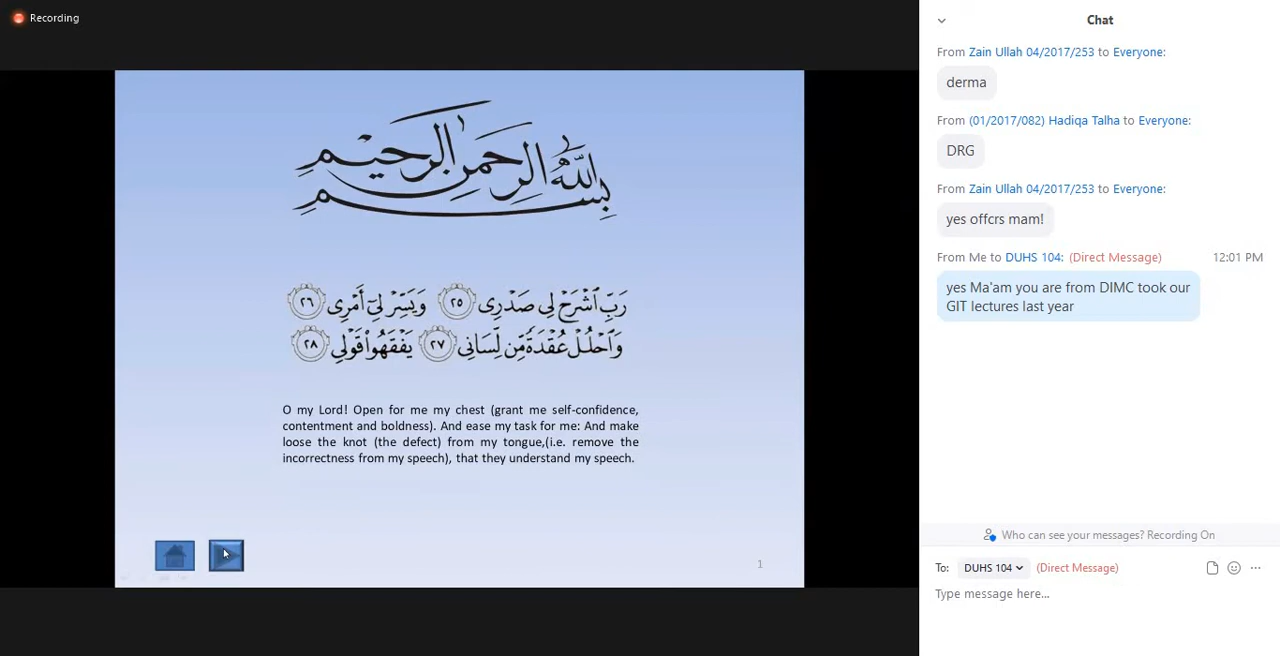 Recording
بِسْمِ اللَّهِ الرَّحْمَنِ الرَّحِيمِ
رَبِّ ٱشْرَحْ لِى صَدْرِى ٢٥ وَيَسِّرْ لِىٓ أَمْرِى ٢٦
وَٱحْلُلْ عُقْدَةً مِّن لِّسَانِى ٢٧ يَفْقَهُوا۟ قَوْلِى ٢٨
O my Lord! Open for me my chest (grant me self-confidence,
contentment and boldness). And ease my task for me: And make
loose the knot (the defect) from my tongue,(i.e. remove the
incorrectness from my speech), that they understand my speech.
1
Chat
From Zain Ullah 04/2017/253 to Everyone:
derma
From (01/2017/082) Hadiqa Talha to Everyone:
DRG
From Zain Ullah 04/2017/253 to Everyone:
yes offcrs mam!
From Me to DUHS 104: (Direct Message) 12:01 PM
yes Ma'am you are from DIMC took our
GIT lectures last year
Who can see your messages? Recording On
To: DUHS 104 (Direct Message)
Type message here...